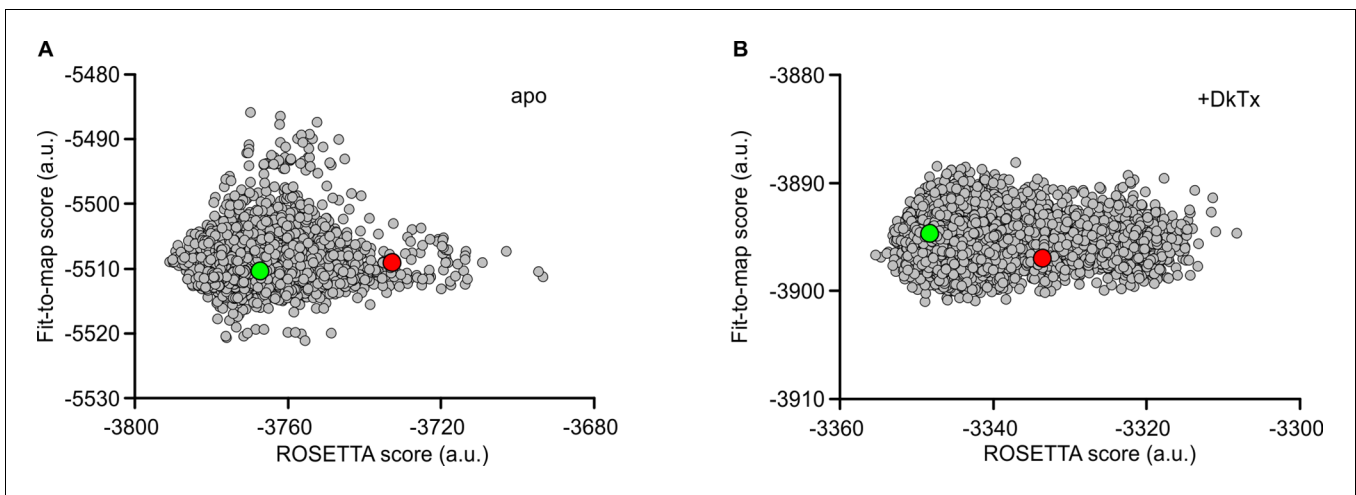 A
apo
-5480
-5490
-5500
-5510
-5520
-5530
Fit-to-map score (a.u.)
-3800
-3760
-3720
-3680
ROSETTA score (a.u.)
B
+DkTx
-3880
-3890
-3900
-3910
Fit-to-map score (a.u.)
-3360
-3340
-3320
-3300
ROSETTA score (a.u.)